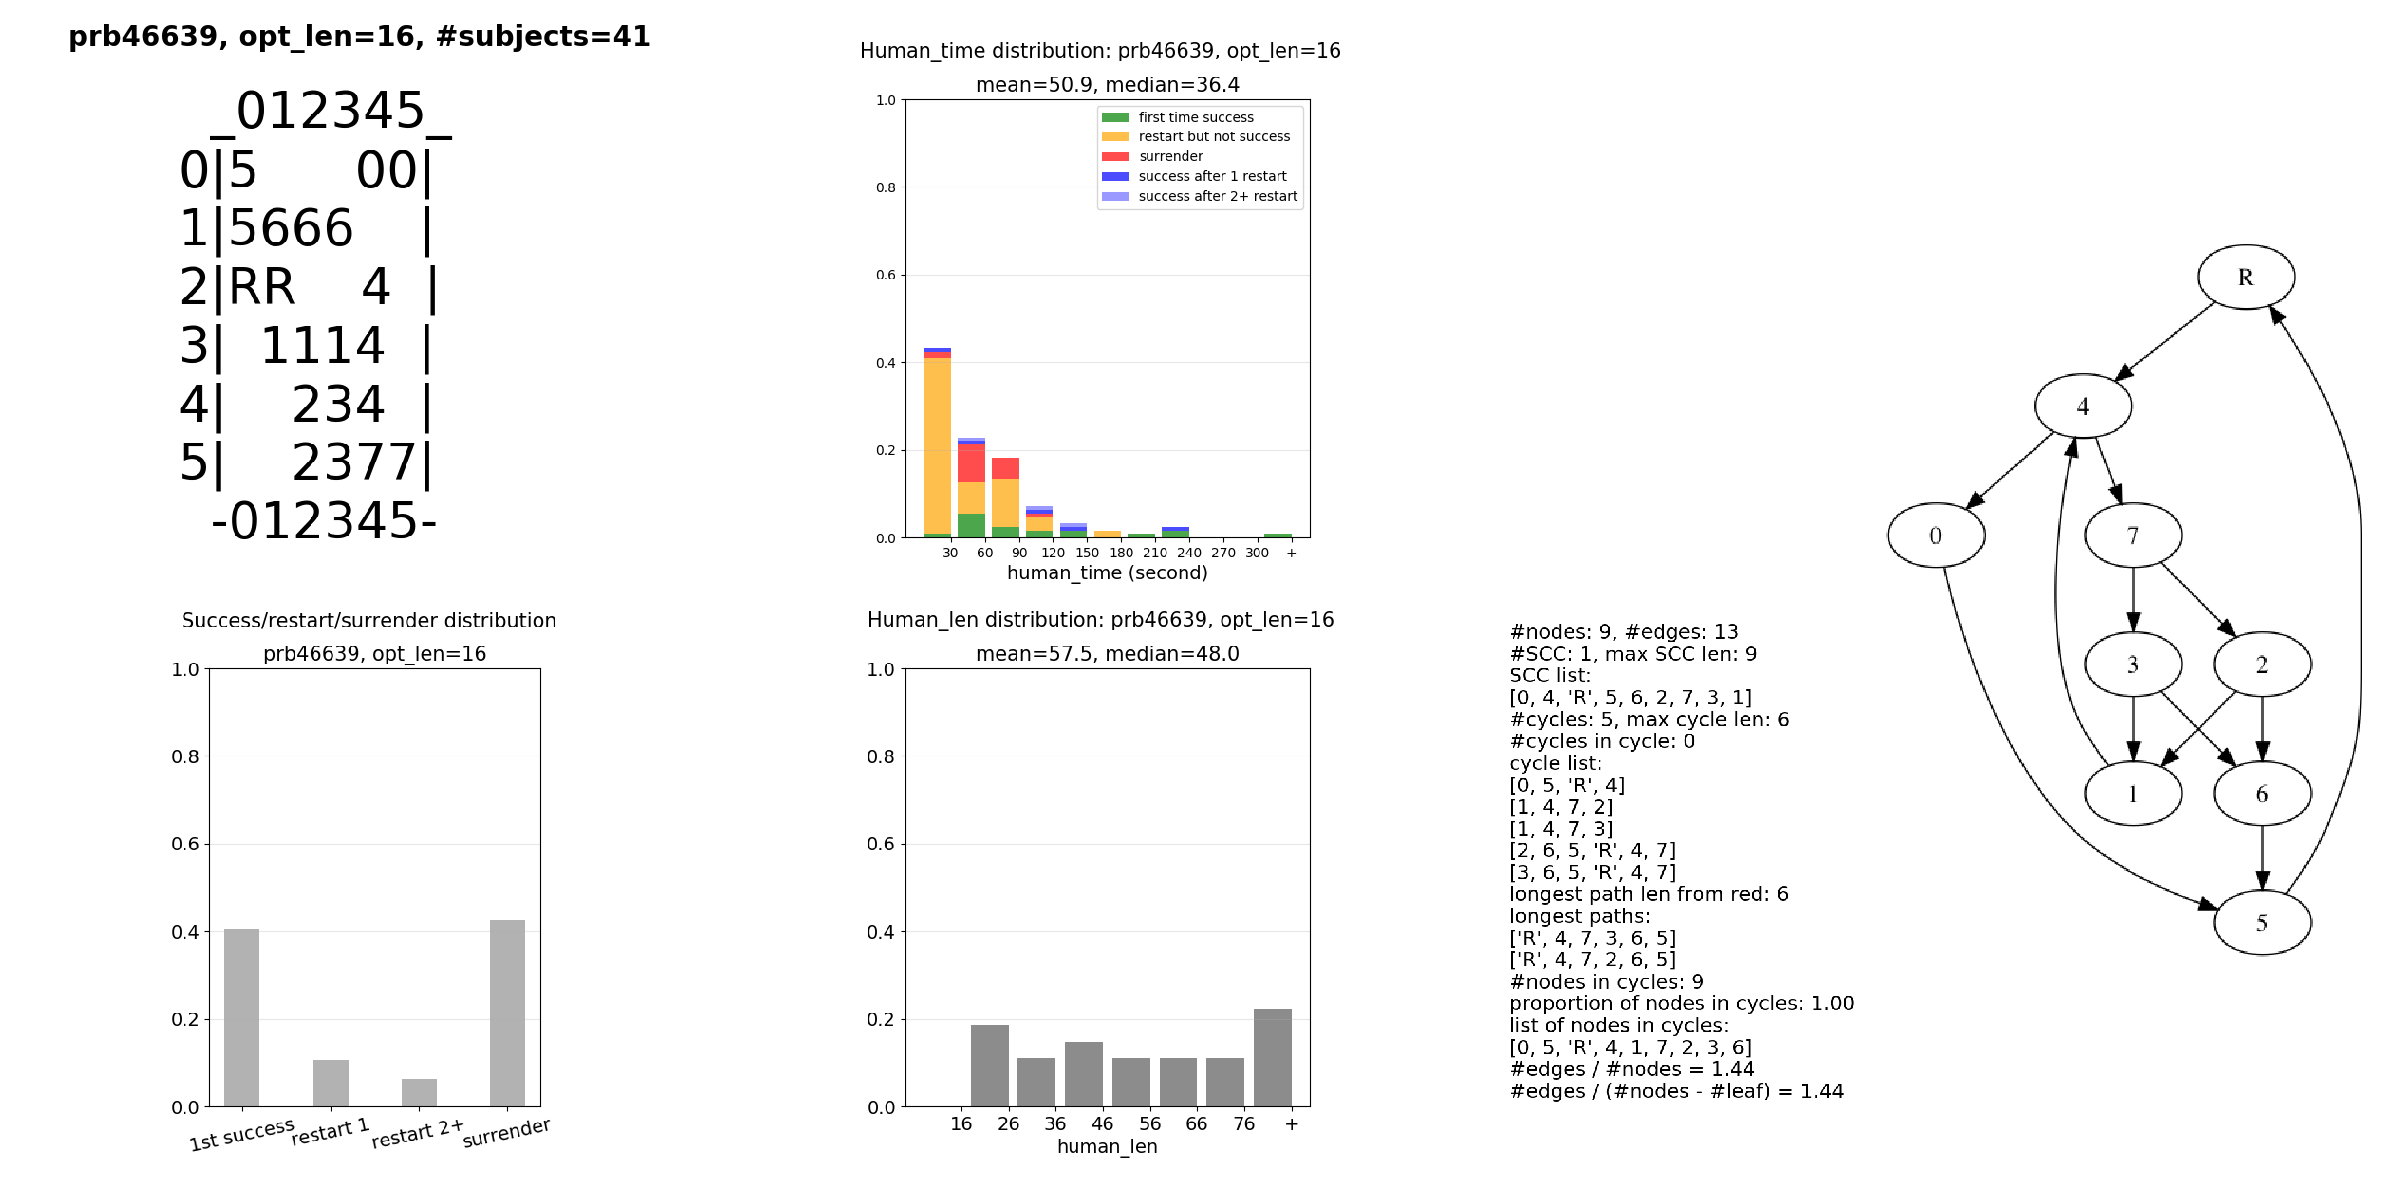 prb46639, opt_len=16, #subjects=41
_012345_
0|5   00|
1|5666  |
2|RR  4 |
3| 1114 |
4|  234 |
5|  2377|
-012345-
Human_time distribution: prb46639, opt_len=16
mean=50.9, median=36.4
1.0
0.8
0.6
0.4
0.2
0.0
first time success
restart but not success
surrender
success after 1 restart
success after 2+ restart
30 60 90 120 150 180 210 240 270 300 +
human_time (second)
Success/restart/surrender distribution
prb46639, opt_len=16
1.0
0.8
0.6
0.4
0.2
0.0
1st success restart 1 restart 2+ surrender
Human_len distribution: prb46639, opt_len=16
mean=57.5, median=48.0
1.0
0.8
0.6
0.4
0.2
0.0
16 26 36 46 56 66 76 +
human_len
#nodes: 9, #edges: 13
#SCC: 1, max SCC len: 9
SCC list:
[0, 4, 'R', 5, 6, 2, 7, 3, 1]
#cycles: 5, max cycle len: 6
#cycles in cycle: 0
cycle list:
[0, 5, 'R', 4]
[1, 4, 7, 2]
[1, 4, 7, 3]
[2, 6, 5, 'R', 4, 7]
[3, 6, 5, 'R', 4, 7]
longest path len from red: 6
longest paths:
['R', 4, 7, 3, 6, 5]
['R', 4, 7, 2, 6, 5]
#nodes in cycles: 9
proportion of nodes in cycles: 1.00
list of nodes in cycles:
[0, 5, 'R', 4, 1, 7, 2, 3, 6]
#edges / #nodes = 1.44
#edges / (#nodes - #leaf) = 1.44
R
4
0 7
3 2
1 6
5